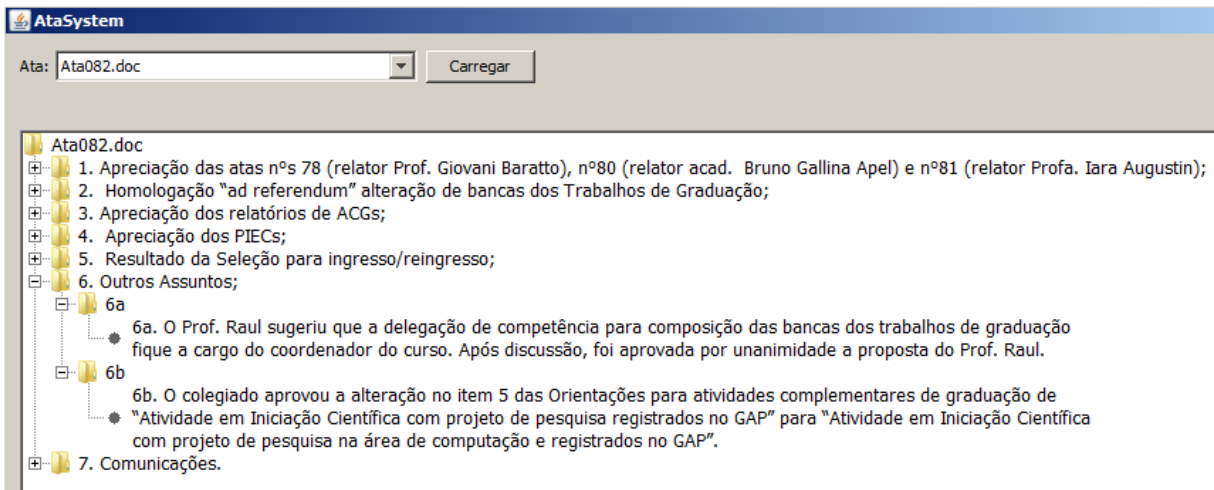 AtaSystem
Ata: Ata082.doc Carregar
Ata082.doc
1. Apreciação das atas nºs 78 (relator Prof. Giovani Baratto), nº80 (relator acad. Bruno Gallina Apel) e nº81 (relator Profa. Iara Augustin);
2. Homologação “ad referendum” alteração de bancas dos Trabalhos de Graduação;
3. Apreciação dos relatórios de ACGs;
4. Apreciação dos PIECs;
5. Resultado da Seleção para ingresso/reingresso;
6. Outros Assuntos;
6a
6a. O Prof. Raul sugeriu que a delegação de competência para composição das bancas dos trabalhos de graduação
fique a cargo do coordenador do curso. Após discussão, foi aprovada por unanimidade a proposta do Prof. Raul.
6b
6b. O colegiado aprovou a alteração no item 5 das Orientações para atividades complementares de graduação de
“Atividade em Iniciação Científica com projeto de pesquisa registrados no GAP” para “Atividade em Iniciação Científica
com projeto de pesquisa na área de computação e registrados no GAP”.
7. Comunicações.